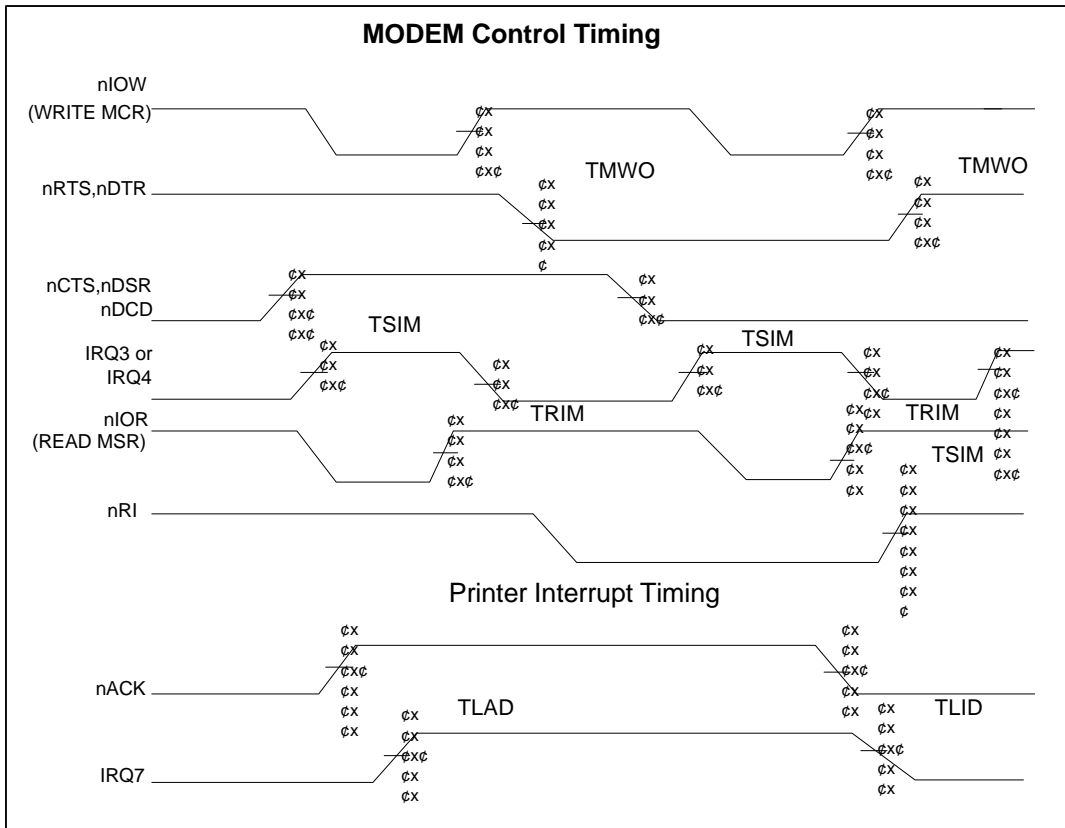 MODEM Control Timing
nIOW
(WRITE MCR)
¢x
¢x
¢x
¢x¢
¢x
¢x
¢x
¢x¢
TMWO
TMWO
nRTS,nDTR
¢x
¢x
¢x
¢x
¢
¢x
¢x
¢x
¢x¢
nCTS,nDSR
nDCD
¢x
¢x
¢x¢
¢x¢
¢x
¢x
¢x¢
TSIM
TSIM
IRQ3 or
IRQ4
¢x
¢x
¢x¢
¢x
¢x
¢x¢
¢x
¢x
¢x¢
¢x
¢x
¢x¢
¢x
¢x
¢x
¢x¢
¢x
¢x
¢x
¢x¢
TRIM
TRIM
nIOR
(READ MSR)
¢x
¢x
¢x
¢x¢
¢x
¢x
¢x¢
¢x
¢x
TSIM
nRI
¢x
¢x
¢x
¢x
¢x
¢x
¢x
¢
Printer Interrupt Timing
nACK
¢x
¢x
¢x¢
¢x
¢x
¢x
¢x
¢x
¢x¢
¢x
¢x
TLAD
TLID
IRQ7
¢x
¢x
¢x¢
¢x
¢x
¢x
¢x
¢x¢
¢x
¢x